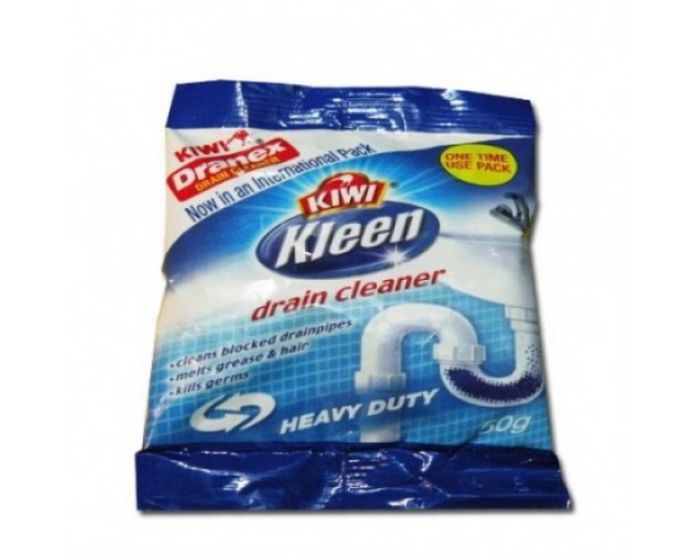 KIWI
Dranex
DRAIN CLEANER
Now in an International Pack
ONE TIME
USE PACK
KIWI
Kleen
drain cleaner
•cleans blocked drainpipes
•melts grease & hair
•kills germs
HEAVY DUTY
50g